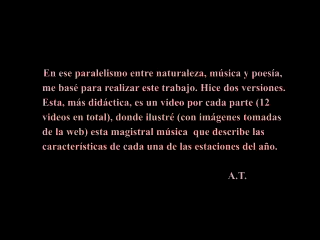 En ese paralelismo entre naturaleza, música y poesía,
me basé para realizar este trabajo. Hice dos versiones.
Esta, más didáctica, es un video por cada parte (12
videos en total), donde ilustré (con imágenes tomadas
de la web) esta magistral música que describe las
características de cada una de las estaciones del año.
A.T.